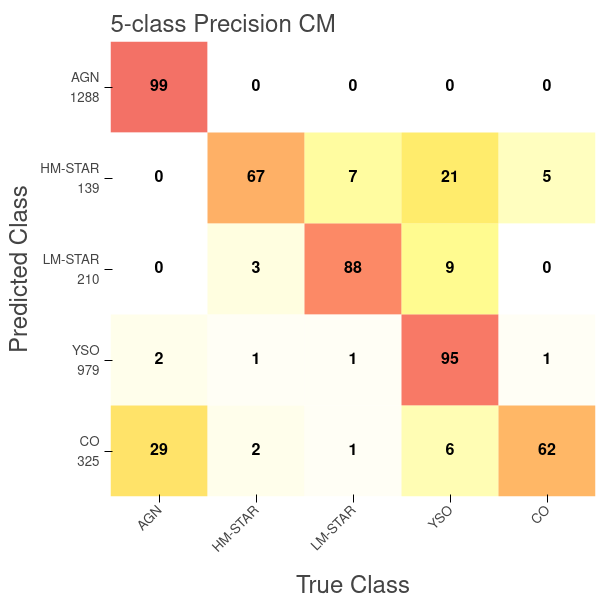 5-class Precision CM
AGN
1288
99 0 0 0 0
HM-STAR
139
0 67 7 21 5
LM-STAR
210
0 3 88 9 0
YSO
979
2 1 1 95 1
CO
325
29 2 1 6 62
AGN HM-STAR LM-STAR YSO CO
True Class
Predicted Class